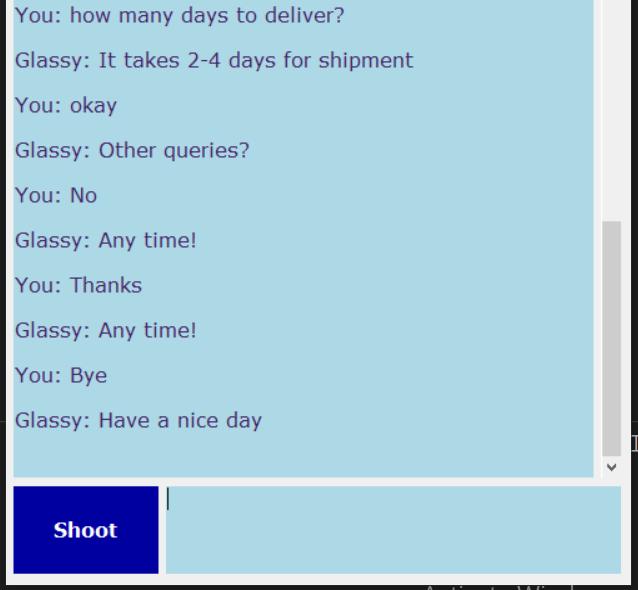 You: how many days to deliver?
Glassy: It takes 2-4 days for shipment
You: okay
Glassy: Other queries?
You: No
Glassy: Any time!
You: Thanks
Glassy: Any time!
You: Bye
Glassy: Have a nice day
Shoot